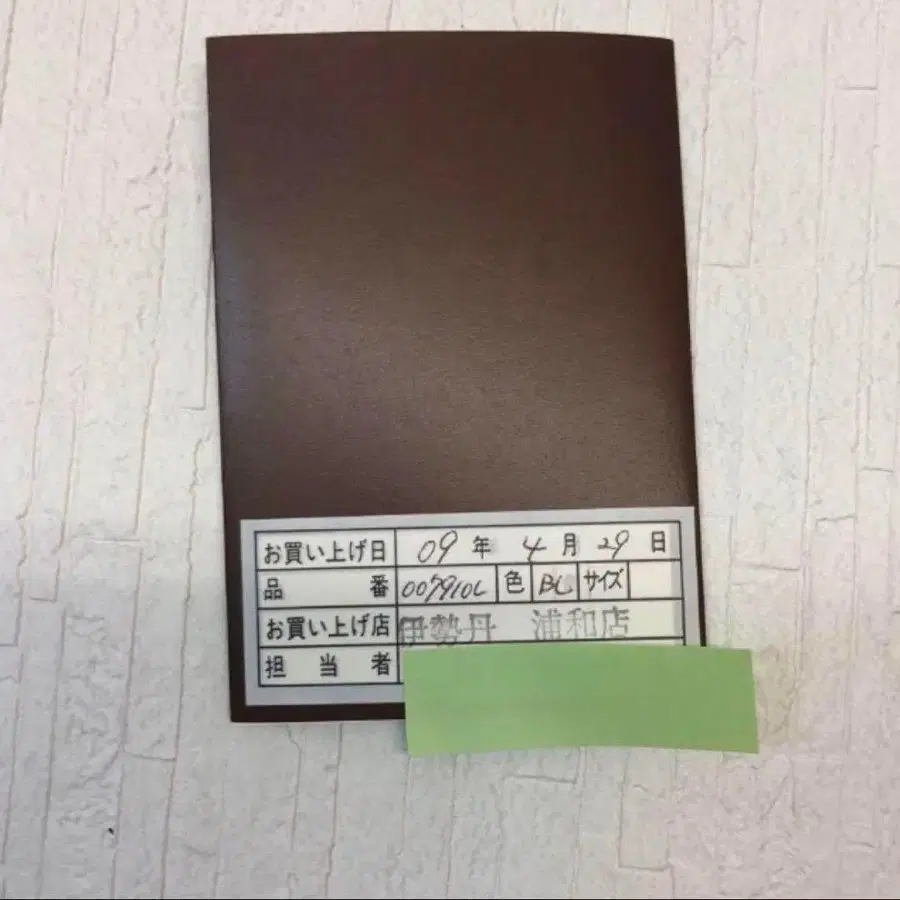 お買い上げ日 09 年 4 月 29 日
品 番 007910L 色 BL サイズ
お買い上げ店 伊勢丹 浦和店
担 当 者